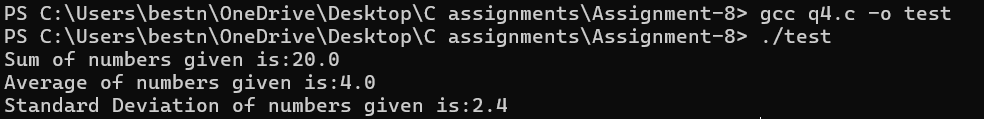 PS C:\Users\bestn\OneDrive\Desktop\C assignments\Assignment-8> gcc q4.c -o test
PS C:\Users\bestn\OneDrive\Desktop\C assignments\Assignment-8> ./test
Sum of numbers given is:20.0
Average of numbers given is:4.0
Standard Deviation of numbers given is:2.4